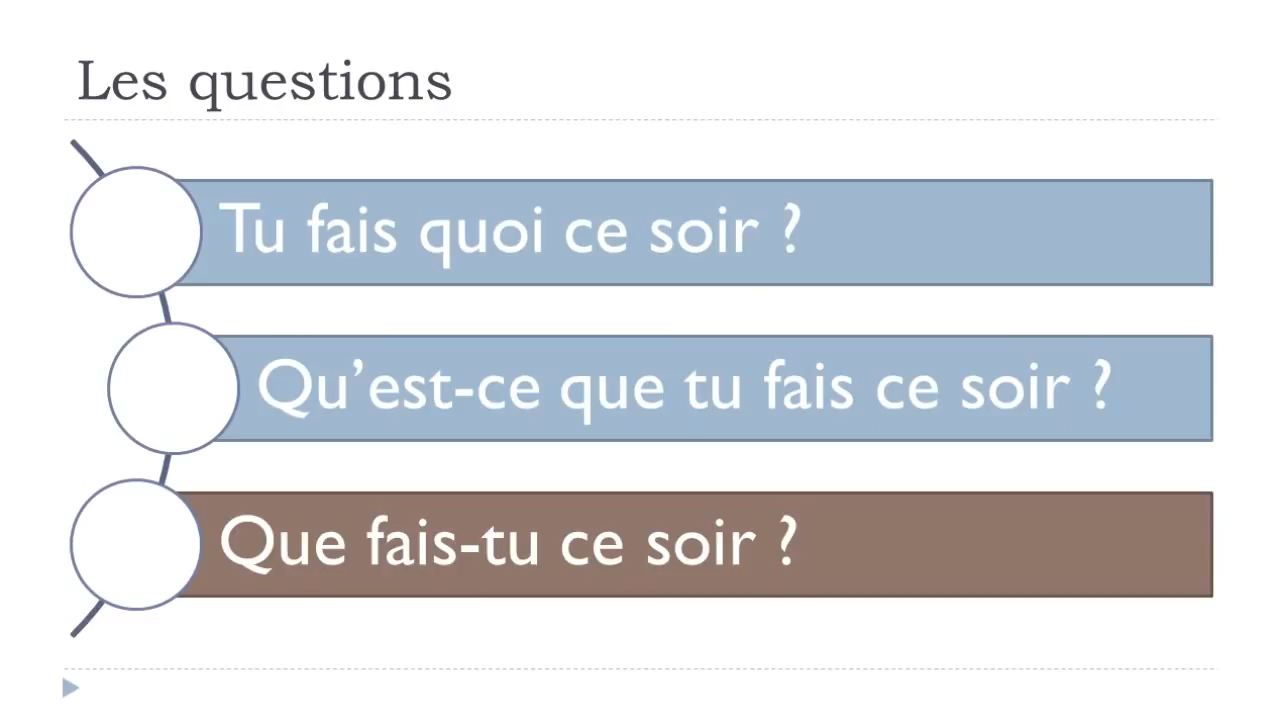 Les questions
Tu fais quoi ce soir ?
Qu’est-ce que tu fais ce soir ?
Que fais-tu ce soir ?